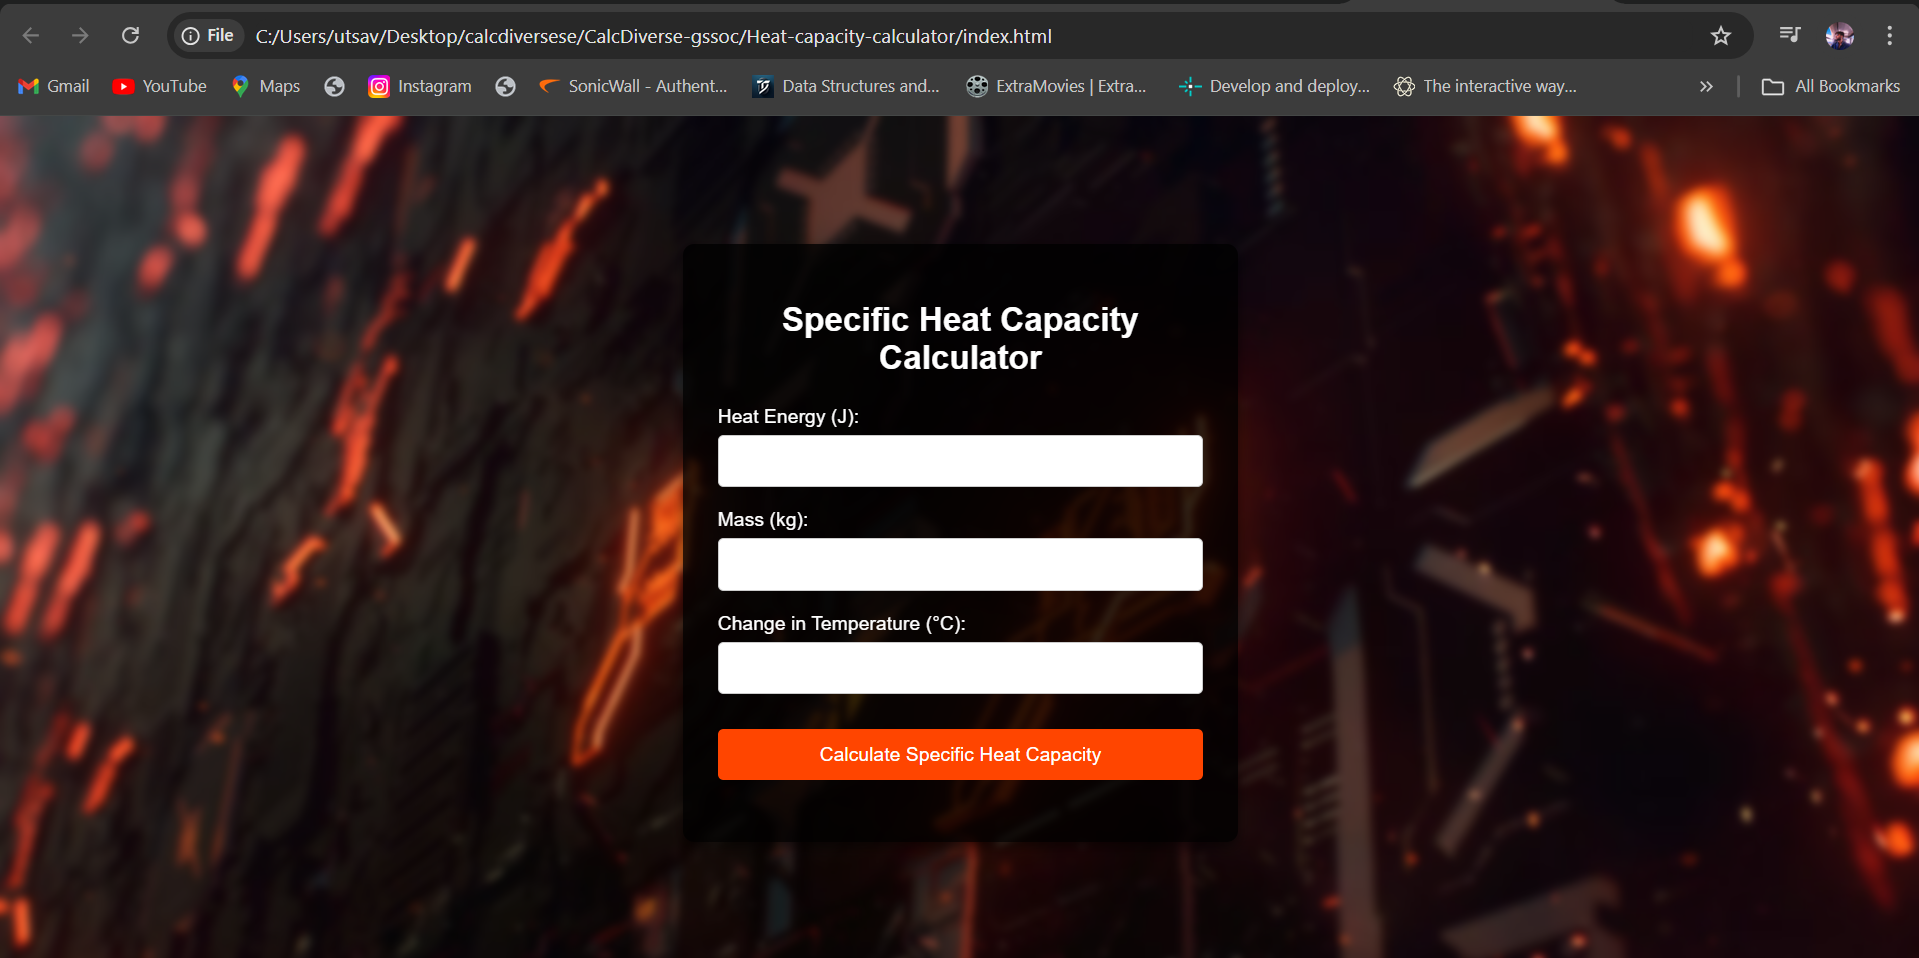 File C:/Users/utsav/Desktop/calcdiversese/CalcDiverse-gssoc/Heat-capacity-calculator/index.html
Gmail YouTube Maps Instagram SonicWall - Authent... Data Structures and... ExtraMovies | Extra... Develop and deploy... The interactive way... » All Bookmarks
Specific Heat Capacity
Calculator
Heat Energy (J):
Mass (kg):
Change in Temperature (°C):
Calculate Specific Heat Capacity